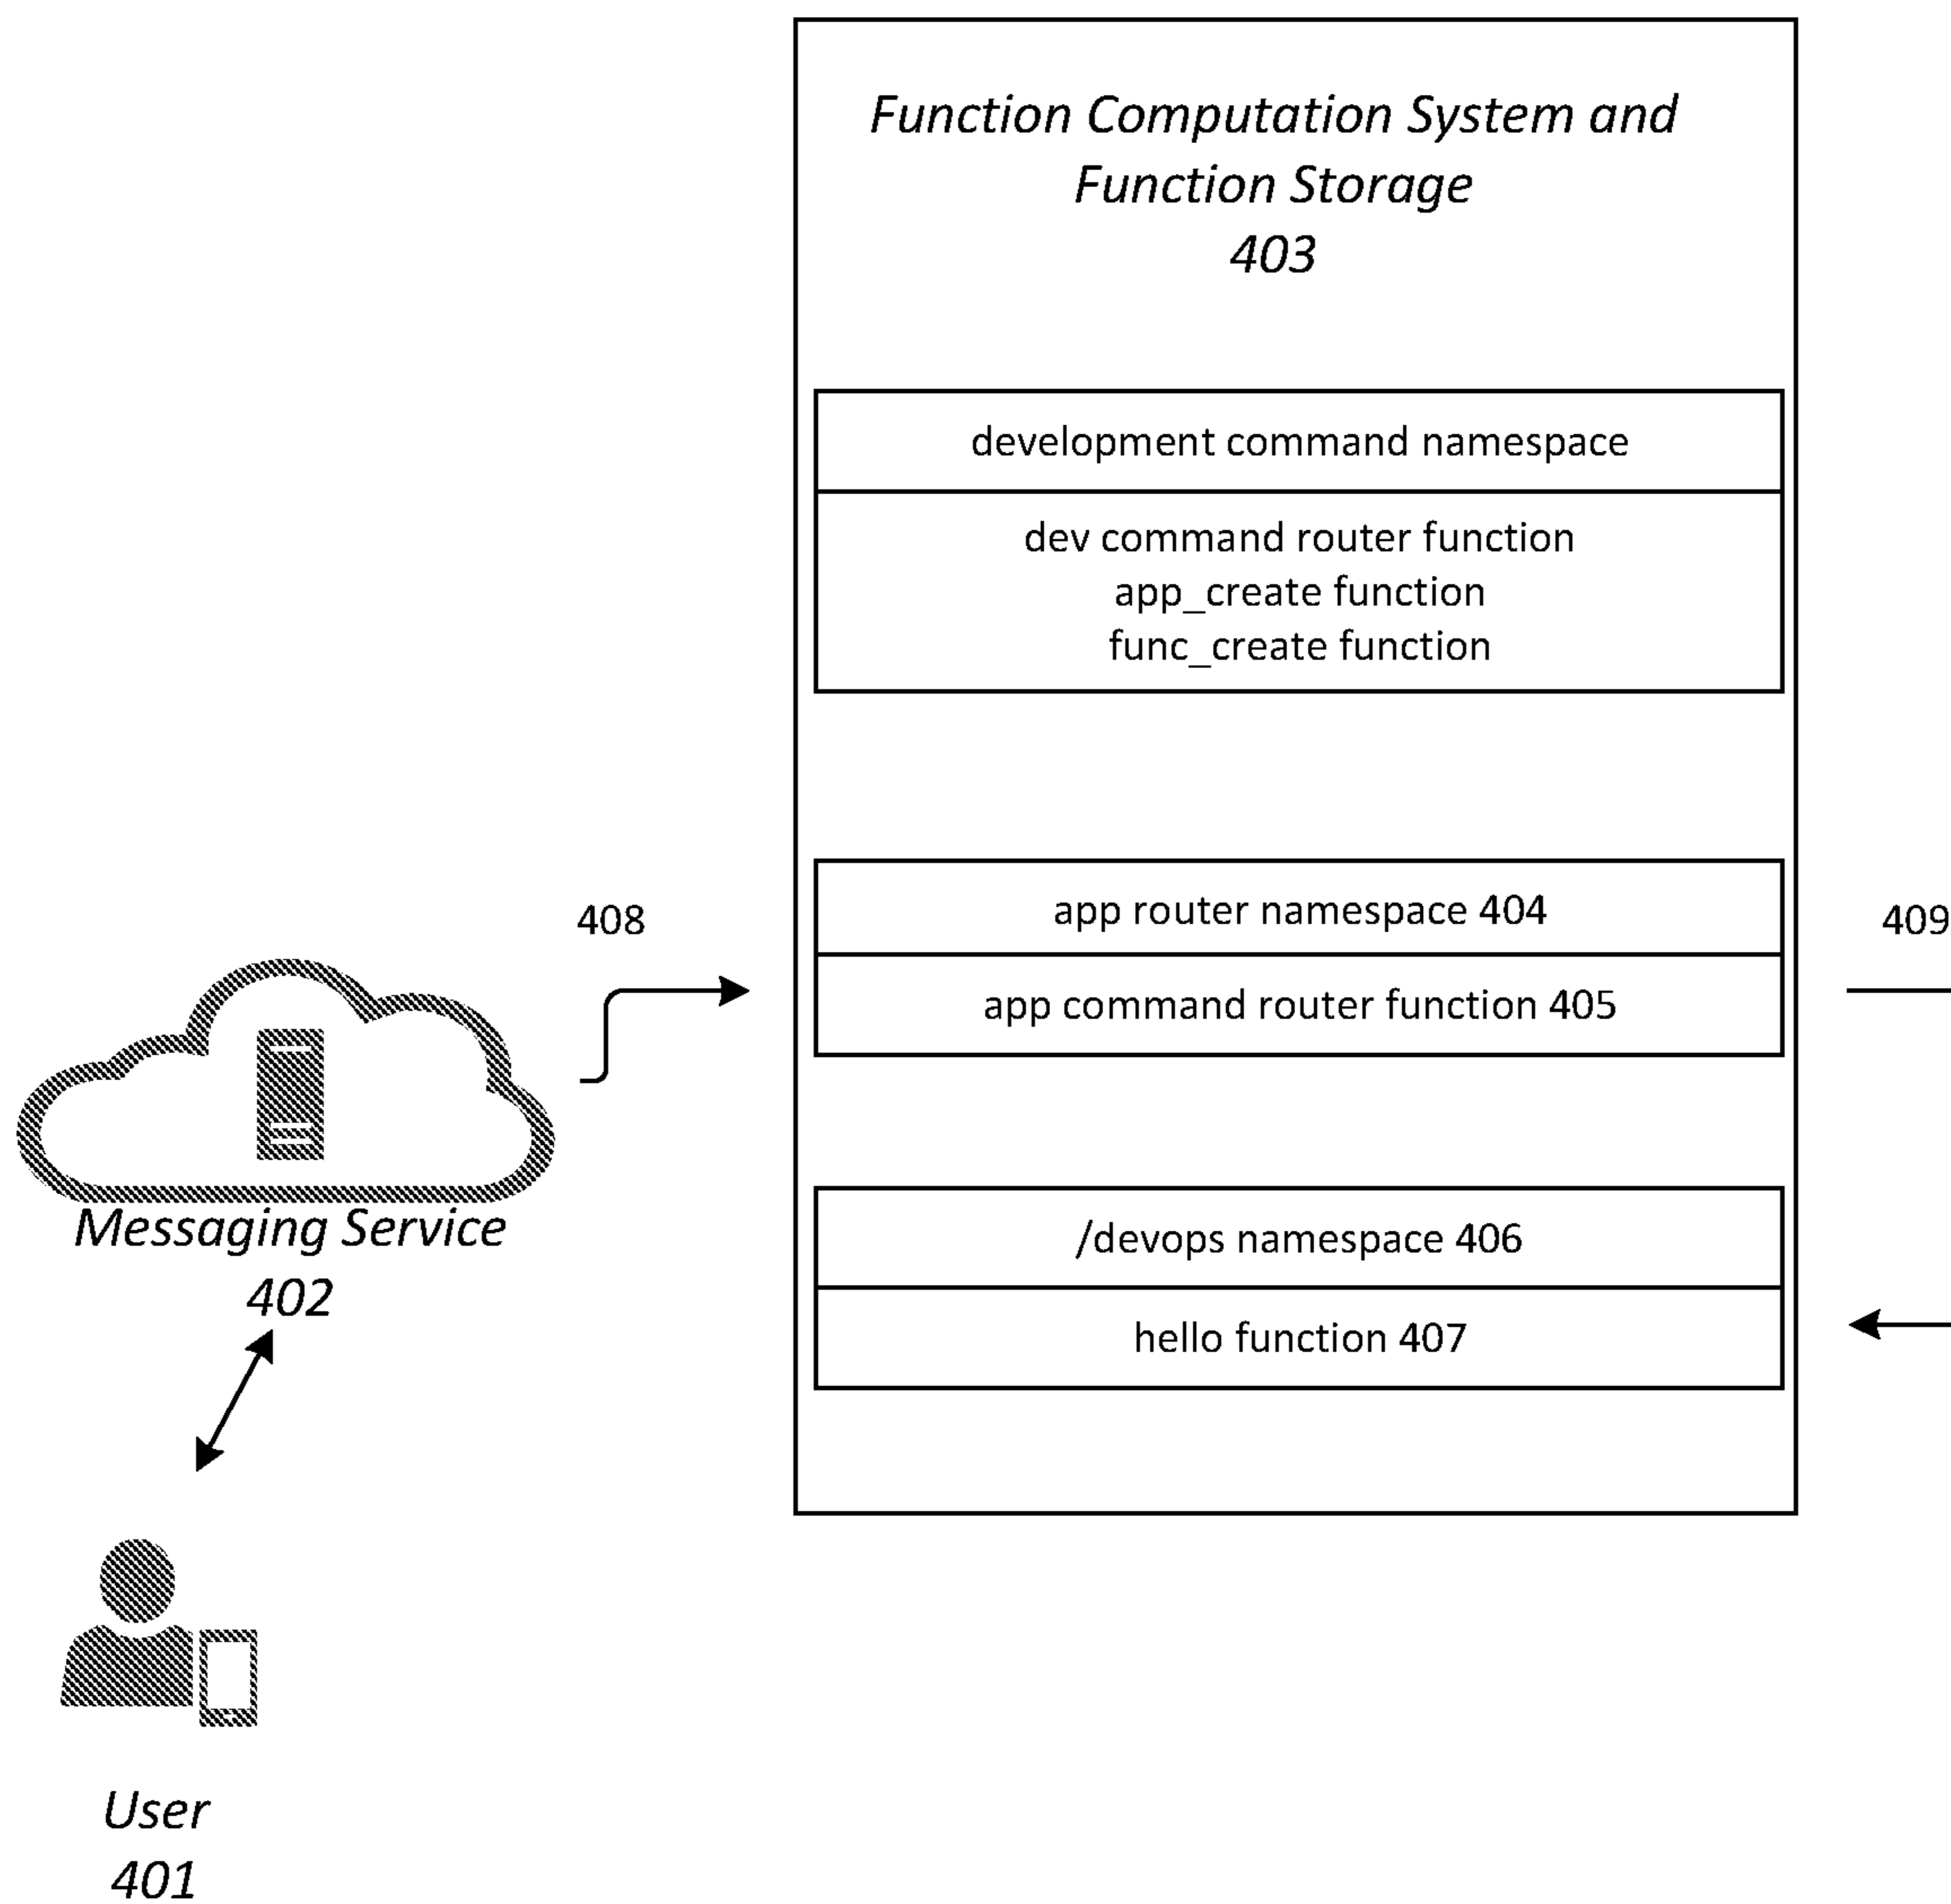 Function Computation System and
Function Storage
403
development command namespace
dev command router function
app_create function
func_create function
408
app router namespace 404
409
app command router function 405
/devops namespace 406
hello function 407
Messaging Service
402
User
401